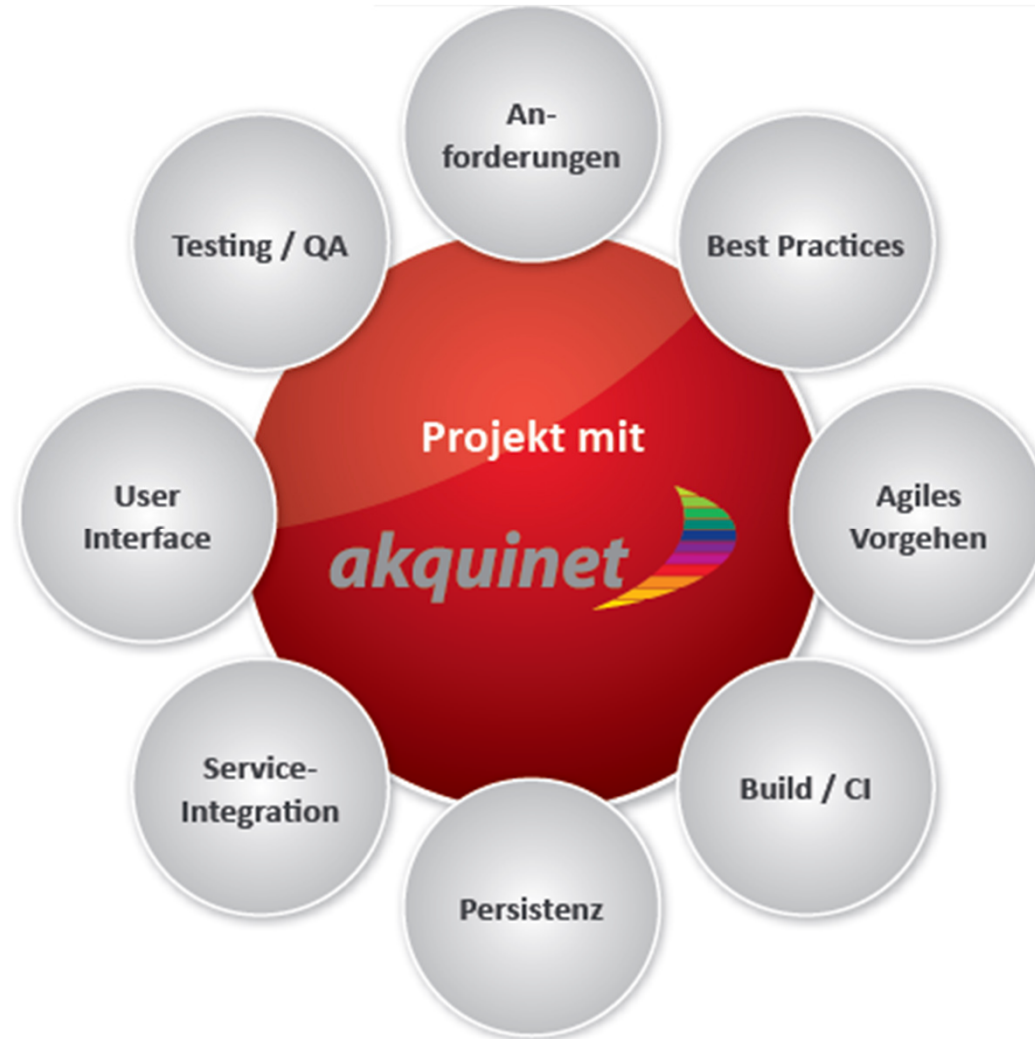 An-
forderungen
Testing / QA
Best Practices
Projekt mit
akquinet
User
Interface
Agiles
Vorgehen
Service-
Integration
Build / CI
Persistenz